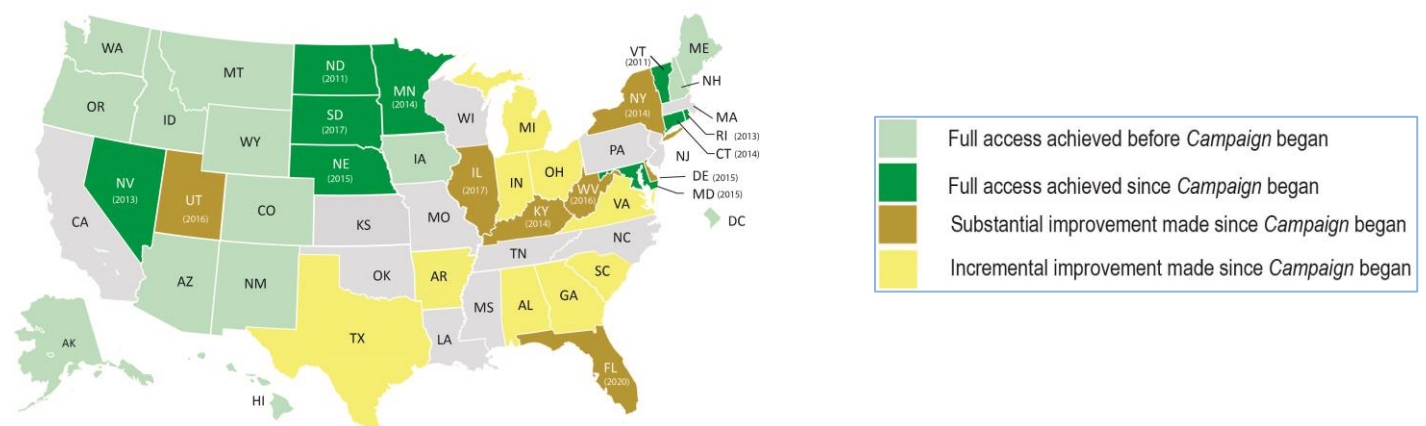 WA
OR
CA
ID
NV
(2013)
MT
WY
UT
(2016)
AZ
CO
NM
ND
(2011)
SD
(2017)
NE
(2015)
KS
OK
TX
MN
(2014)
IA
MO
AR
LA
WI
IL
(2017)
MI
IN
OH
KY
(2014)
TN
MS
AL
GA
FL
(2020)
SC
NC
VA
WV
(2016)
PA
NY
(2014)
VT
(2011)
ME
NH
MA
RI (2013)
CT (2014)
NJ
DE (2015)
MD (2015)
DC
AK
HI
Full access achieved before Campaign began
Full access achieved since Campaign began
Substantial improvement made since Campaign began
Incremental improvement made since Campaign began